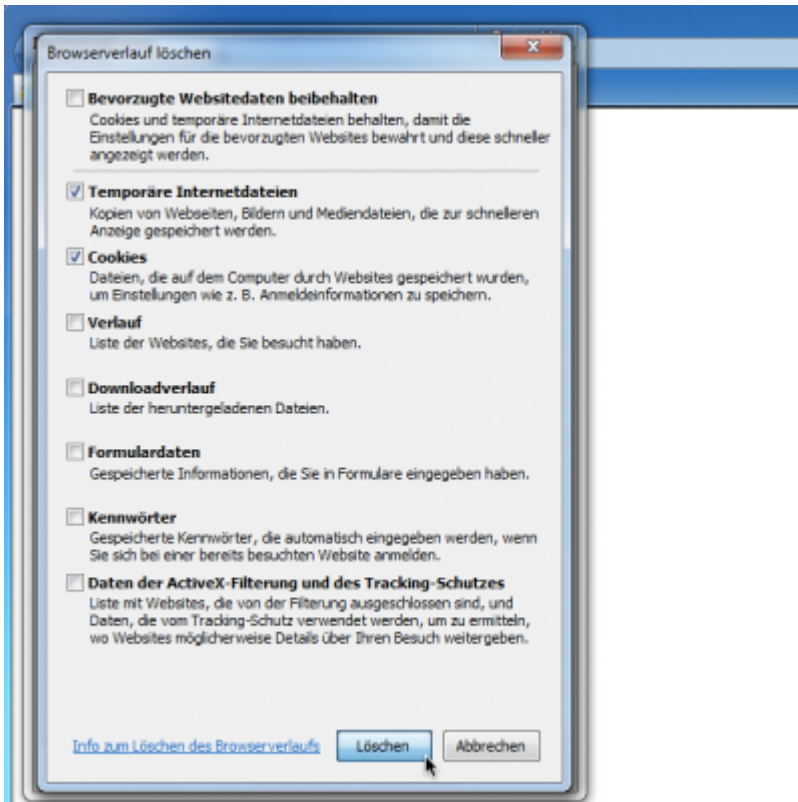 Browserverlauf löschen
Bevorzugte Websitedaten beibehalten
Cookies und temporäre Internetdateien behalten, damit die
Einstellungen für die bevorzugten Websites bewahrt und diese schneller
angezeigt werden.
Temporäre Internetdateien
Kopien von Webseiten, Bildern und Mediendateien, die zur schnelleren
Anzeige gespeichert werden.
Cookies
Dateien, die auf dem Computer durch Websites gespeichert wurden,
um Einstellungen wie z. B. Anmeldeinformationen zu speichern.
Verlauf
Liste der Websites, die Sie besucht haben.
Downloadverlauf
Liste der heruntergeladenen Dateien.
Formulardaten
Gespeicherte Informationen, die Sie in Formulare eingegeben haben.
Kennwörter
Gespeicherte Kennwörter, die automatisch eingegeben werden, wenn
Sie sich bei einer bereits besuchten Website anmelden.
Daten der ActiveX-Filterung und des Tracking-Schutzes
Liste mit Websites, die von der Filterung ausgeschlossen sind, und
Daten, die vom Tracking-Schutz verwendet werden, um zu ermitteln,
wo Websites möglicherweise Details über Ihren Besuch weitergeben.
Info zum Löschen des Browserverlaufs Löschen Abbrechen